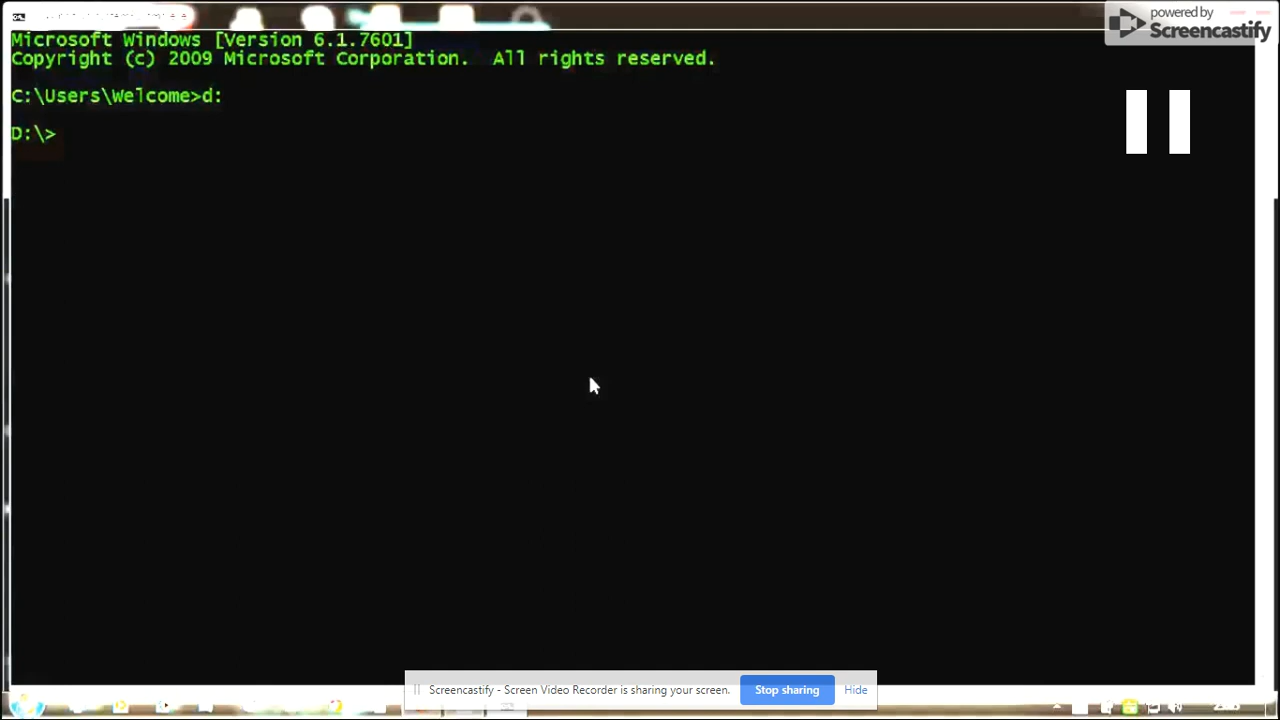 powered by
Screencastify
Microsoft Windows [Version 6.1.7601]
Copyright (c) 2009 Microsoft Corporation.  All rights reserved.
C:\Users\Welcome>d:
D:\>
Screencastify - Screen Video Recorder is sharing your screen.
Stop sharing
Hide